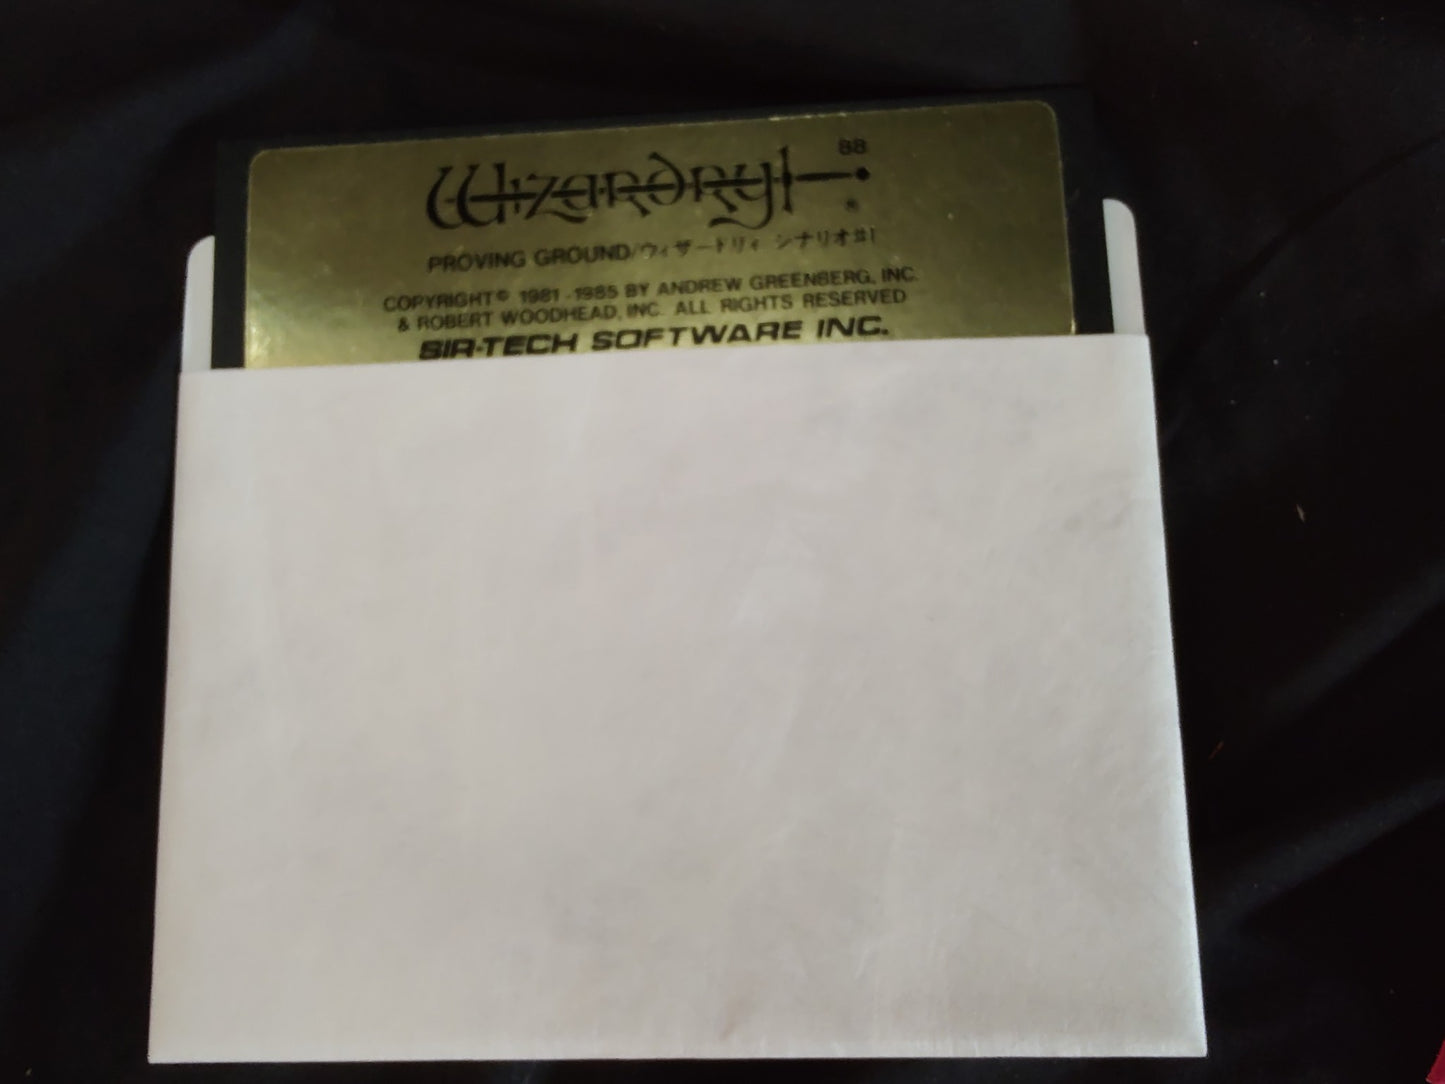 88
Wizardry
®
PROVING GROUND/ウィザードリィ シナリオ#1
COPYRIGHT© 1981-1985 BY ANDREW GREENBERG, INC.
& ROBERT WOODHEAD, INC. ALL RIGHTS RESERVED
SIR-TECH SOFTWARE INC.